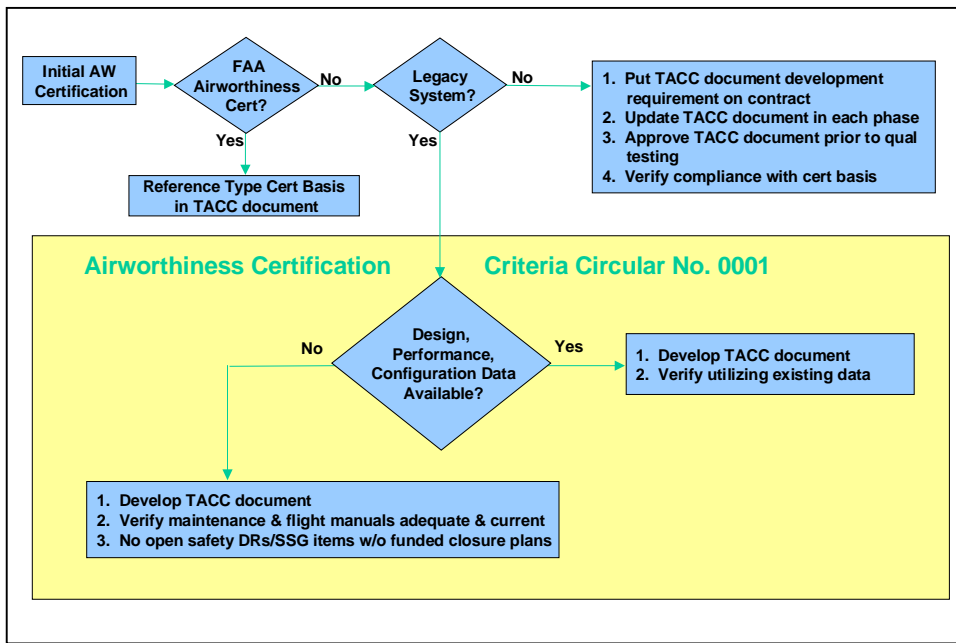 Initial AW
Certification
FAA
Airworthiness
Cert?
No
Yes
Legacy
System?
No
Yes
1. Put TACC document development
requirement on contract
2. Update TACC document in each phase
3. Approve TACC document prior to qual
testing
4. Verify compliance with cert basis
Reference Type Cert Basis
in TACC document
Airworthiness Certification Criteria Circular No. 0001
Design,
Performance,
Configuration Data
Available?
No
Yes
1. Develop TACC document
2. Verify utilizing existing data
1. Develop TACC document
2. Verify maintenance & flight manuals adequate & current
3. No open safety DRs/SSG items w/o funded closure plans